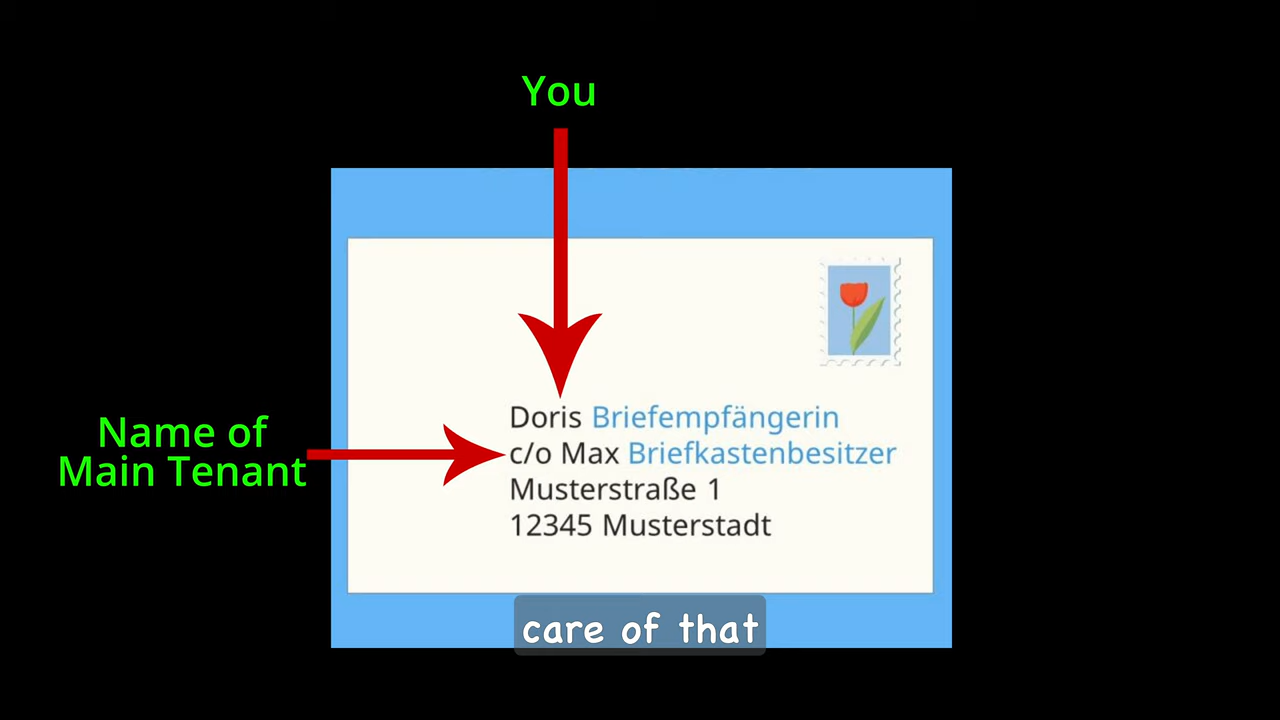 You
Name of
Main Tenant
Doris Briefempfängerin
c/o Max Briefkastenbesitzer
Musterstraße 1
12345 Musterstadt
care of that